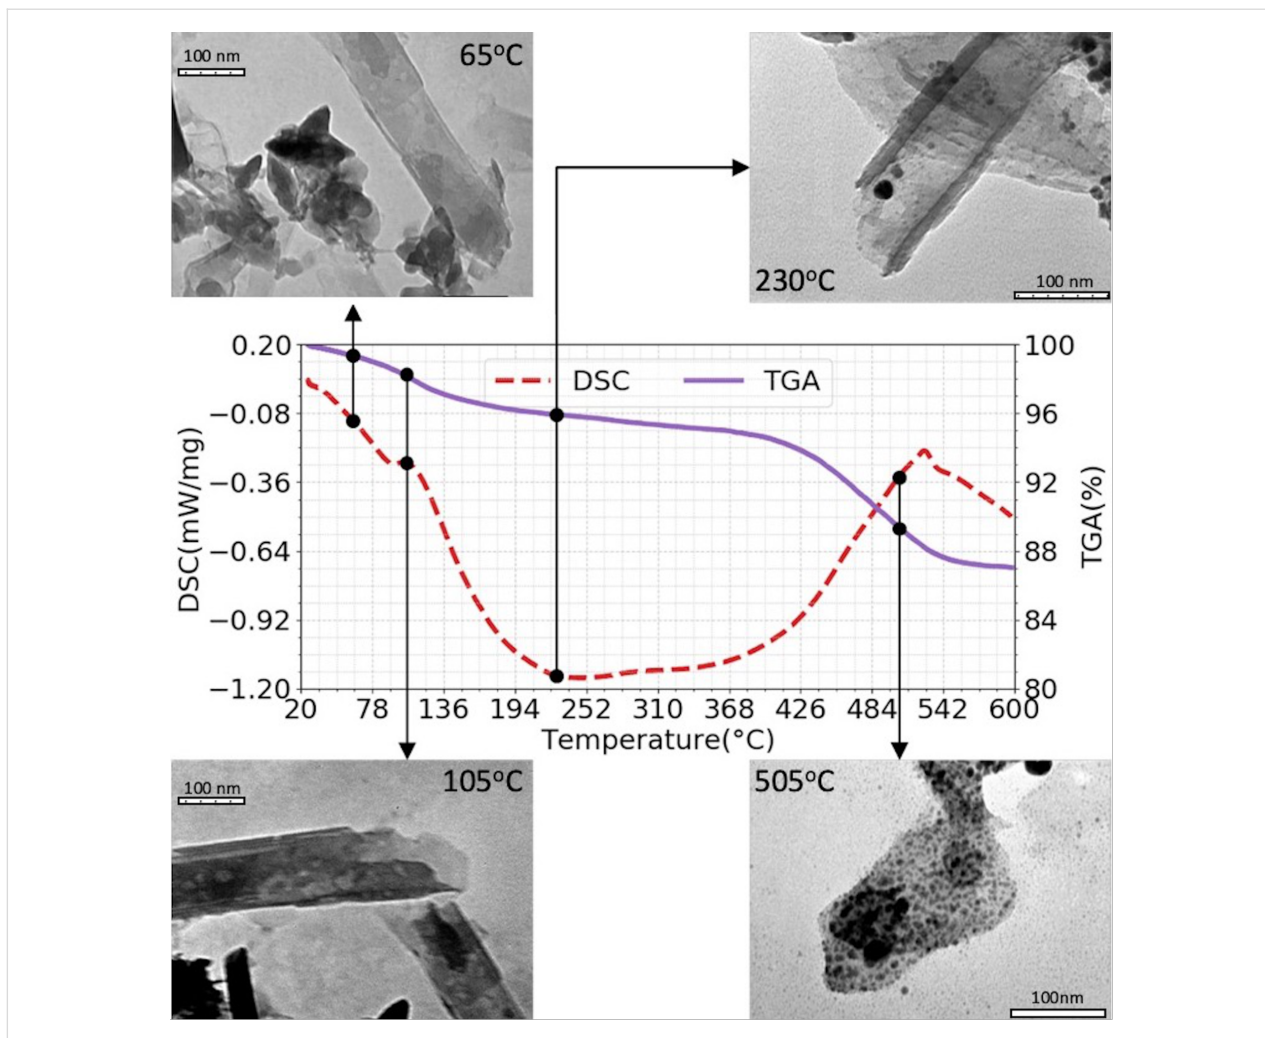 100 nm
65°C
230°C
100 nm
0.20
−0.08
−0.36
−0.64
−0.92
−1.20
DSC(mW/mg)
DSC
TGA
100
96
92
88
84
80
TGA(%)
20 78 136 194 252 310 368 426 484 542 600
Temperature(°C)
100 nm
105°C
505°C
100nm